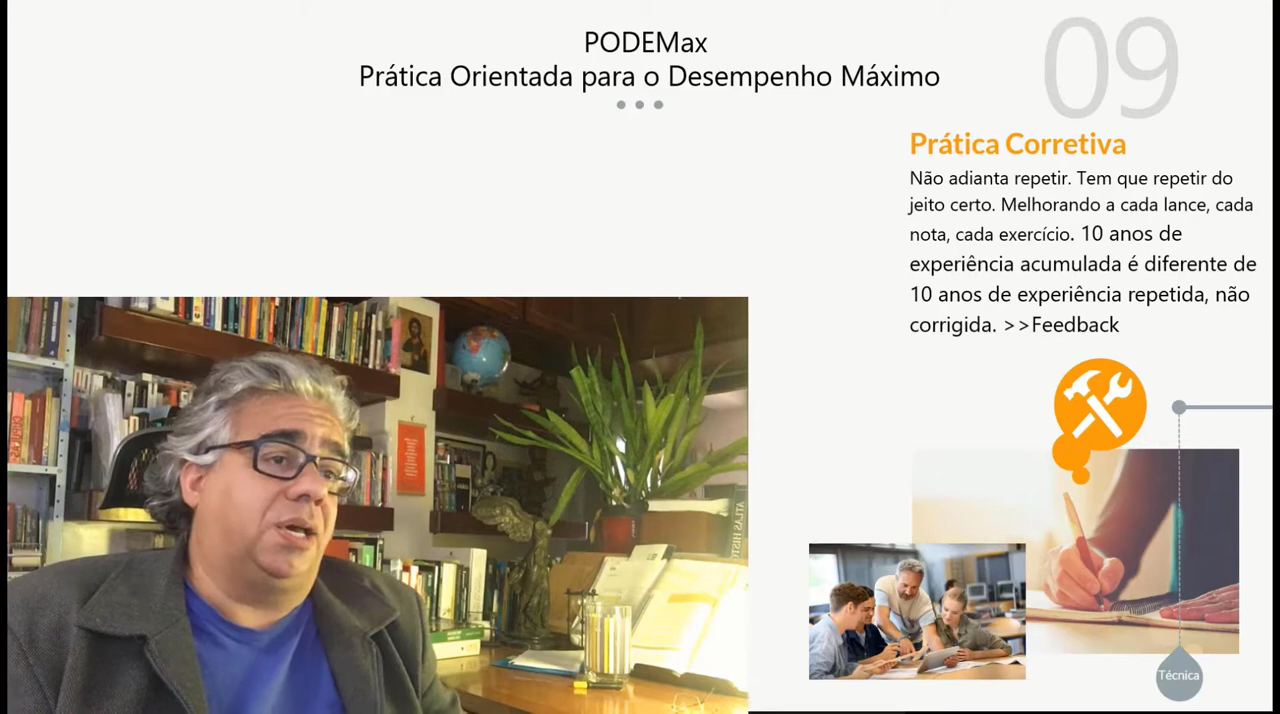 PODEMax
Prática Orientada para o Desempenho Máximo
09
Prática Corretiva
Não adianta repetir. Tem que repetir do
jeito certo. Melhorando a cada lance, cada
nota, cada exercício. 10 anos de
experiência acumulada é diferente de
10 anos de experiência repetida, não
corrigida. >>Feedback
ATLAS HISTÓ
Técnica